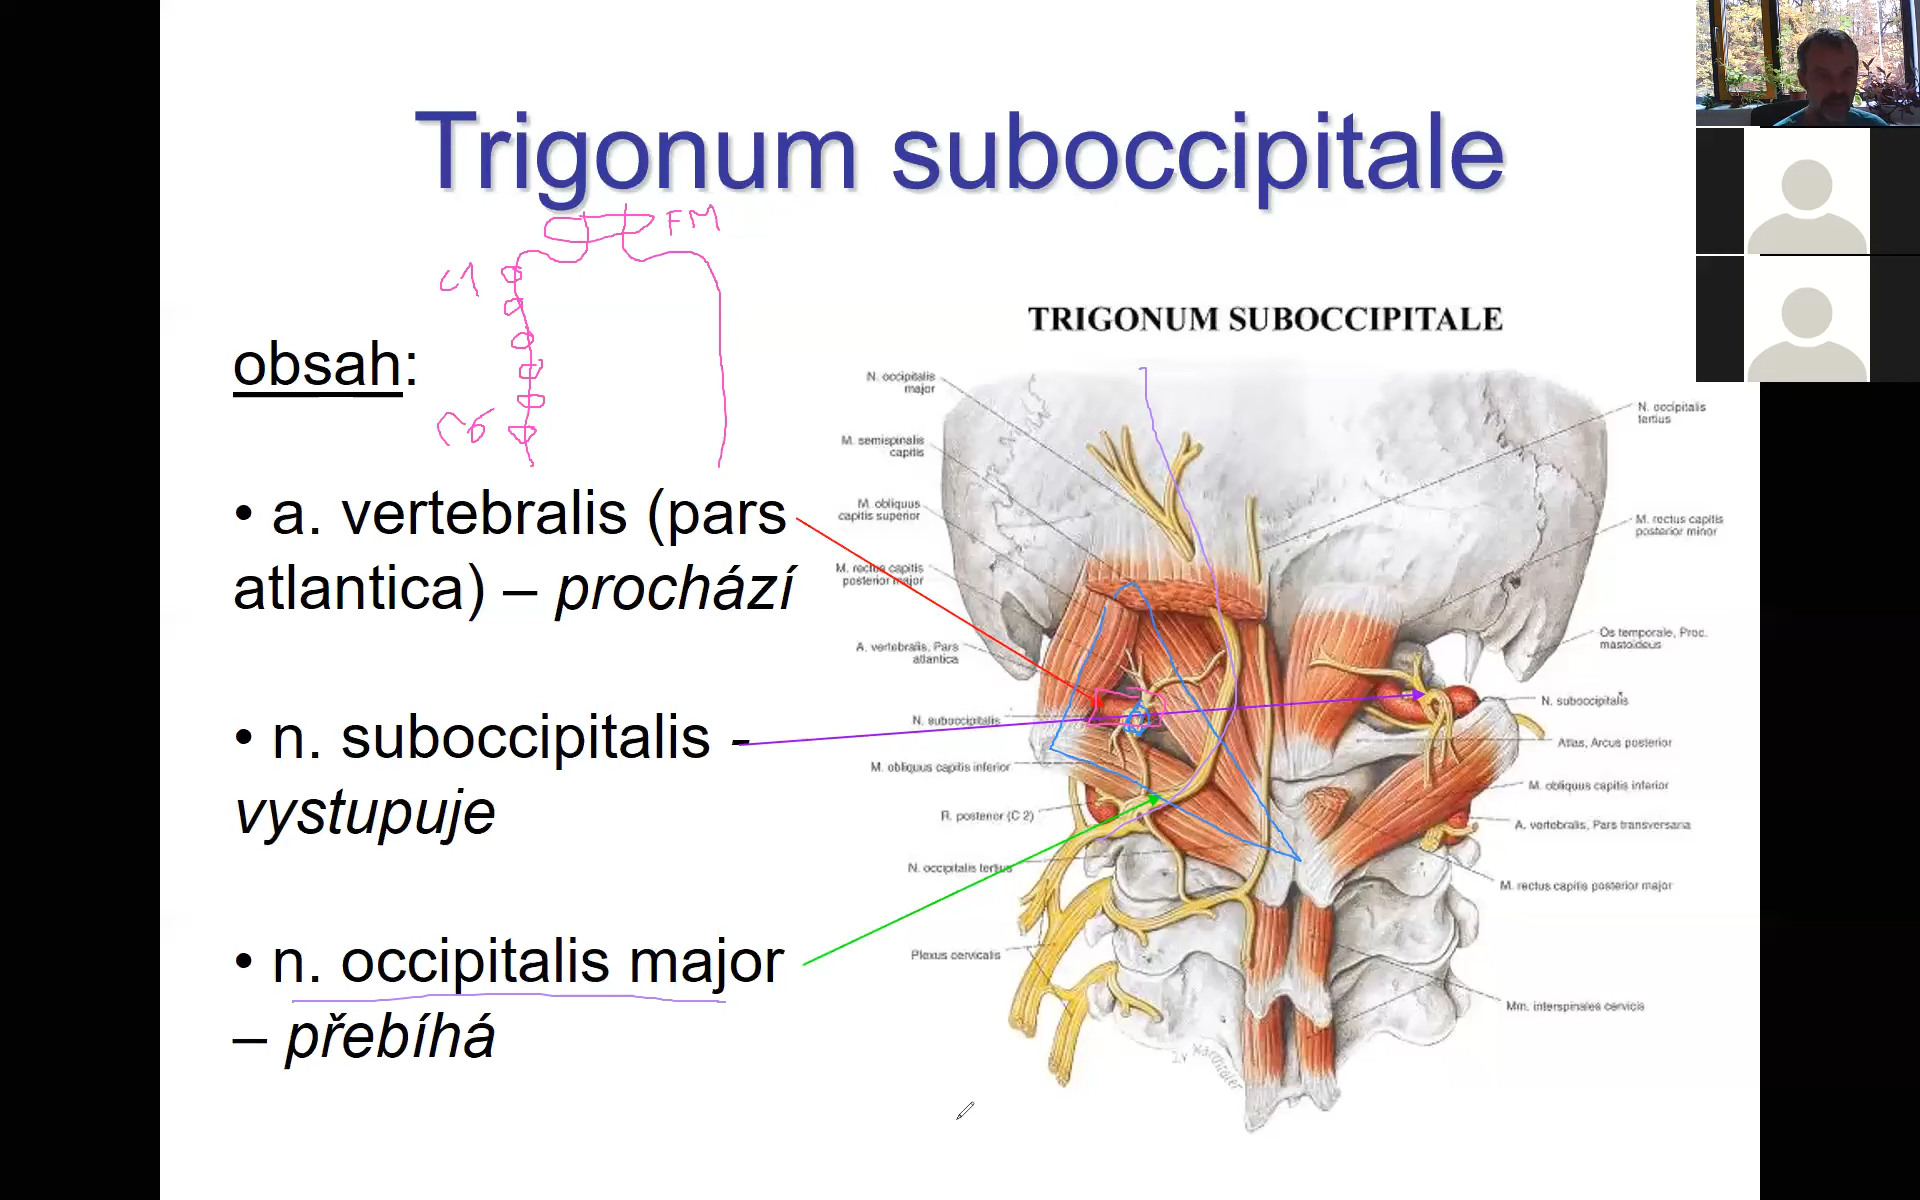 Trigonum suboccipitale
FM
C1
C6
obsah:
• a. vertebralis (pars
atlantica) – prochází
• n. suboccipitalis -
vystupuje
• n. occipitalis major
– přebíhá
TRIGONUM SUBOCCIPITALE
N. occipitalis
major
M. semispinalis
capitis
M. obliquus
capitis superior
M. rectus capitis
posterior major
A. vertebralis, Pars
atlantica
N. suboccipitalis
M. obliquus capitis inferior
R. posterior (C 2)
N. occipitalis tertius
Plexus cervicalis
N. occipitalis
tertius
M. rectus capitis
posterior minor
Os temporale, Proc.
mastoideus
N. suboccipitalis
Atlas, Arcus posterior
M. obliquus capitis inferior
A. vertebralis, Pars transversaria
M. rectus capitis posterior major
Mm. interspinales cervicis